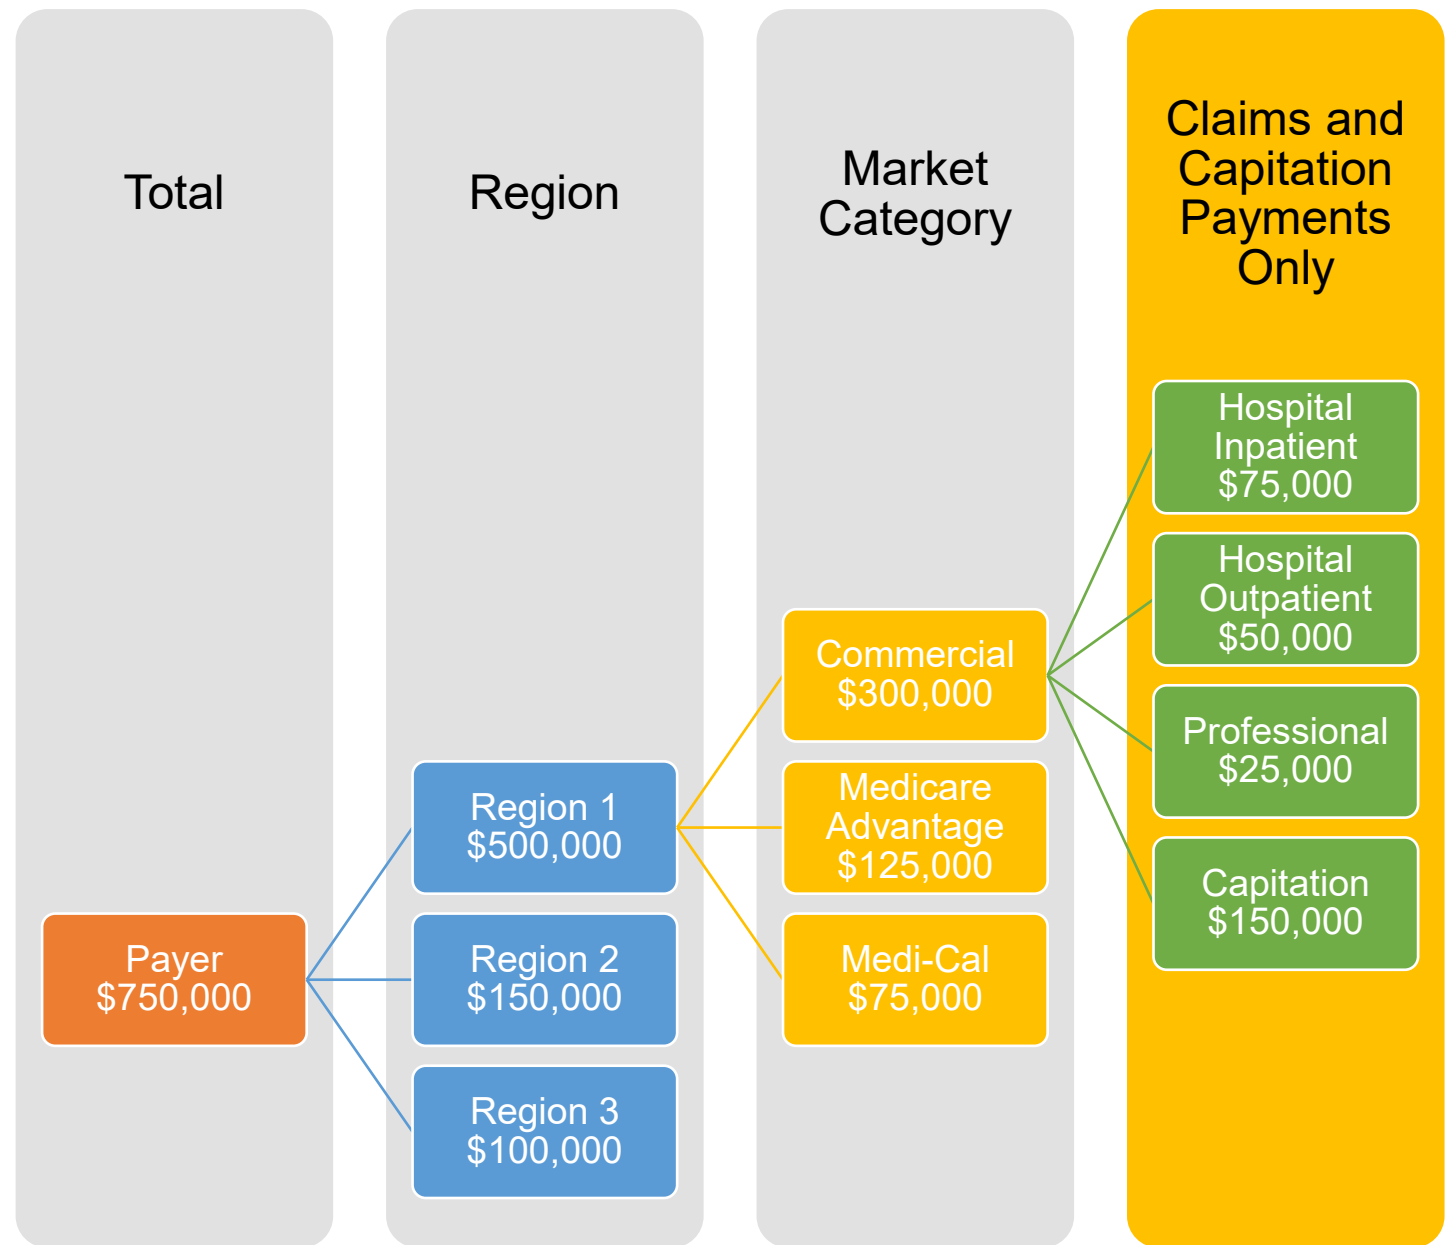 Total
Region
Market
Category
Claims and
Capitation
Payments
Only
Payer
$750,000
Region 1
$500,000
Region 2
$150,000
Region 3
$100,000
Commercial
$300,000
Medicare
Advantage
$125,000
Medi-Cal
$75,000
Hospital
Inpatient
$75,000
Hospital
Outpatient
$50,000
Professional
$25,000
Capitation
$150,000